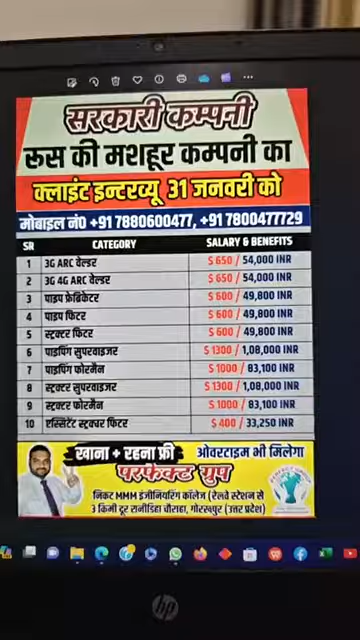 सरकारी कम्पनी
रूस की मशहूर कम्पनी का
क्लाइंट इन्टरव्यू 31 जनवरी को
मोबाइल नं0 +91 7880600477, +91 7800477729
SR CATEGORY SALARY & BENEFITS
1 3G ARC वेल्डर $ 650 / 54,000 INR
2 3G 4G ARC वेल्डर $ 650 / 54,000 INR
3 पाइप फ़ेब्रिकेटर $ 600 / 49,800 INR
4 पाइप फिटर $ 600 / 49,800 INR
5 स्ट्रक्चर फिटर $ 600 / 49,800 INR
6 पाइपिंग सुपरवाइजर $ 1300 / 1,08,000 INR
7 पाइपिंग फोरमैन $ 1000 / 83,100 INR
8 स्ट्रक्चर सुपरवाइजर $ 1300 / 1,08,000 INR
9 स्ट्रक्चर फोरमैन $ 1000 / 83,100 INR
10 एस्सिटेंट स्ट्रक्चर फिटर $ 400 / 33,250 INR
खाना + रहना फ्री ओवरटाइम भी मिलेगा
परफेक्ट ग्रुप
निकट MMM इंजीनियरिंग कॉलेज (रेलवे स्टेशन से
3 किमी दूर रानीडिहा चौराहा, गोरखपुर (उत्तर प्रदेश)
hp